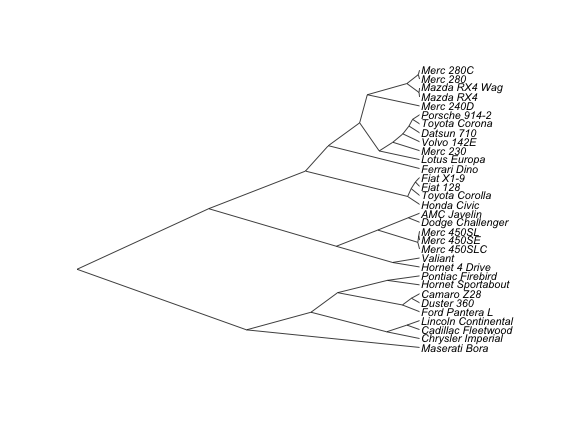 Merc 280C
Merc 280
Mazda RX4 Wag
Mazda RX4
Merc 240D
Porsche 914-2
Toyota Corona
Datsun 710
Volvo 142E
Merc 230
Lotus Europa
Ferrari Dino
Fiat X1-9
Fiat 128
Toyota Corolla
Honda Civic
AMC Javelin
Dodge Challenger
Merc 450SL
Merc 450SE
Merc 450SLC
Valiant
Hornet 4 Drive
Pontiac Firebird
Hornet Sportabout
Camaro Z28
Duster 360
Ford Pantera L
Lincoln Continental
Cadillac Fleetwood
Chrysler Imperial
Maserati Bora